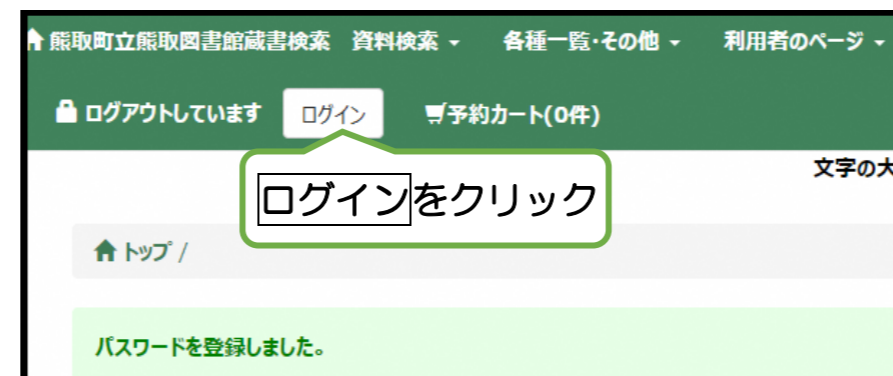 熊取町立熊取図書館蔵書検索 資料検索 各種一覧・その他 利用者のページ
ログアウトしています ログイン 予約カート(0件)
文字の大
ログインをクリック
トップ /
パスワードを登録しました。